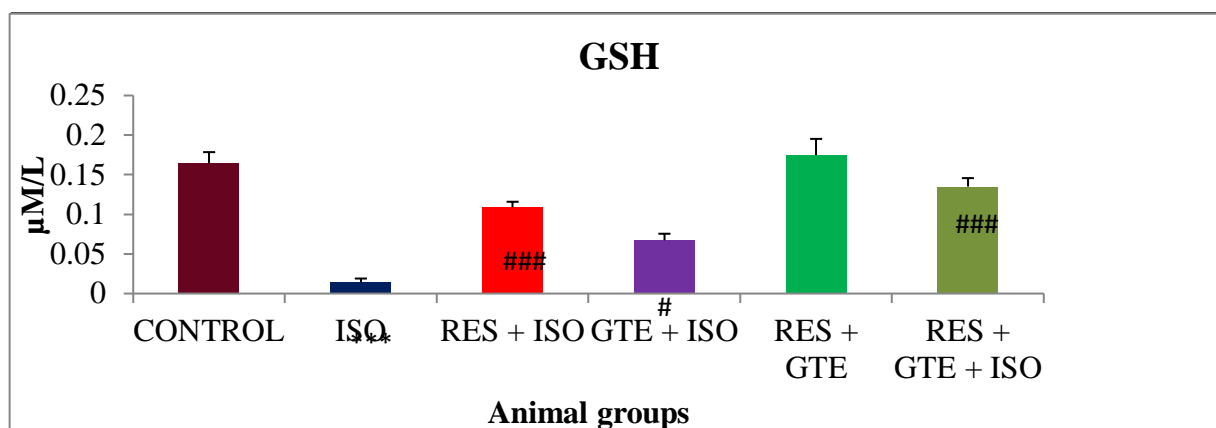 GSH
0.25
0.2
0.15
0.1
0.05
0
µM/L
###
###
#
CONTROL ISO RES + ISO GTE + ISO RES + GTE RES + GTE + ISO
***
Animal groups